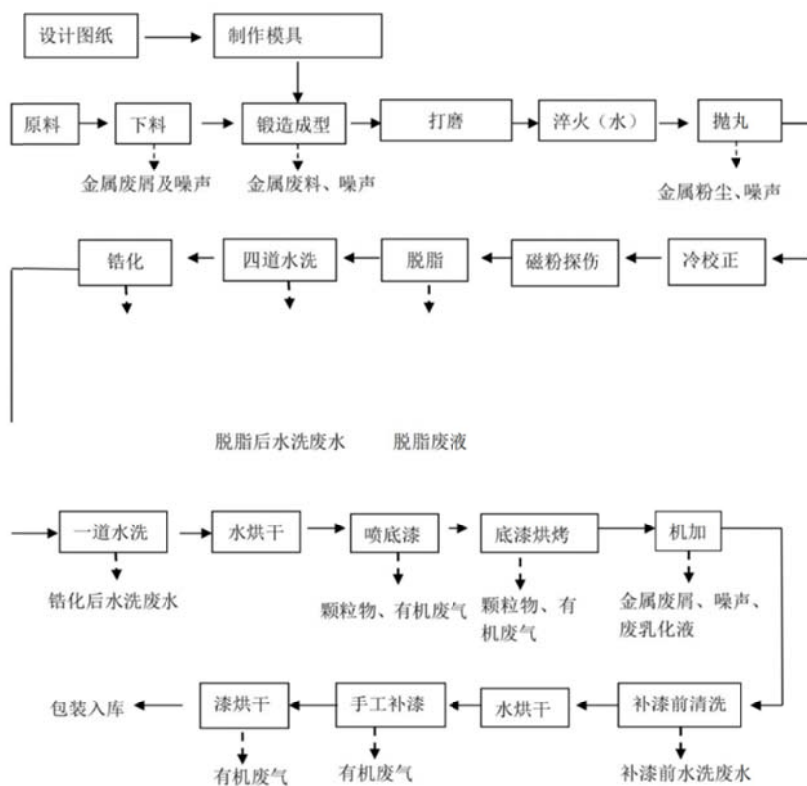 设计图纸
制作模具
原料
下料
锻造成型
打磨
淬火（水）
抛丸
金属废屑及噪声
金属废料、噪声
金属粉尘、噪声
锆化
四道水洗
脱脂
磁粉探伤
冷校正
脱脂后水洗废水
脱脂废液
一道水洗
水烘干
喷底漆
底漆烘烤
机加
锆化后水洗废水
颗粒物、有机废气
颗粒物、有
机废气
金属废屑、噪声、
废乳化液
包装入库
漆烘干
手工补漆
水烘干
补漆前清洗
有机废气
有机废气
补漆前水洗废水